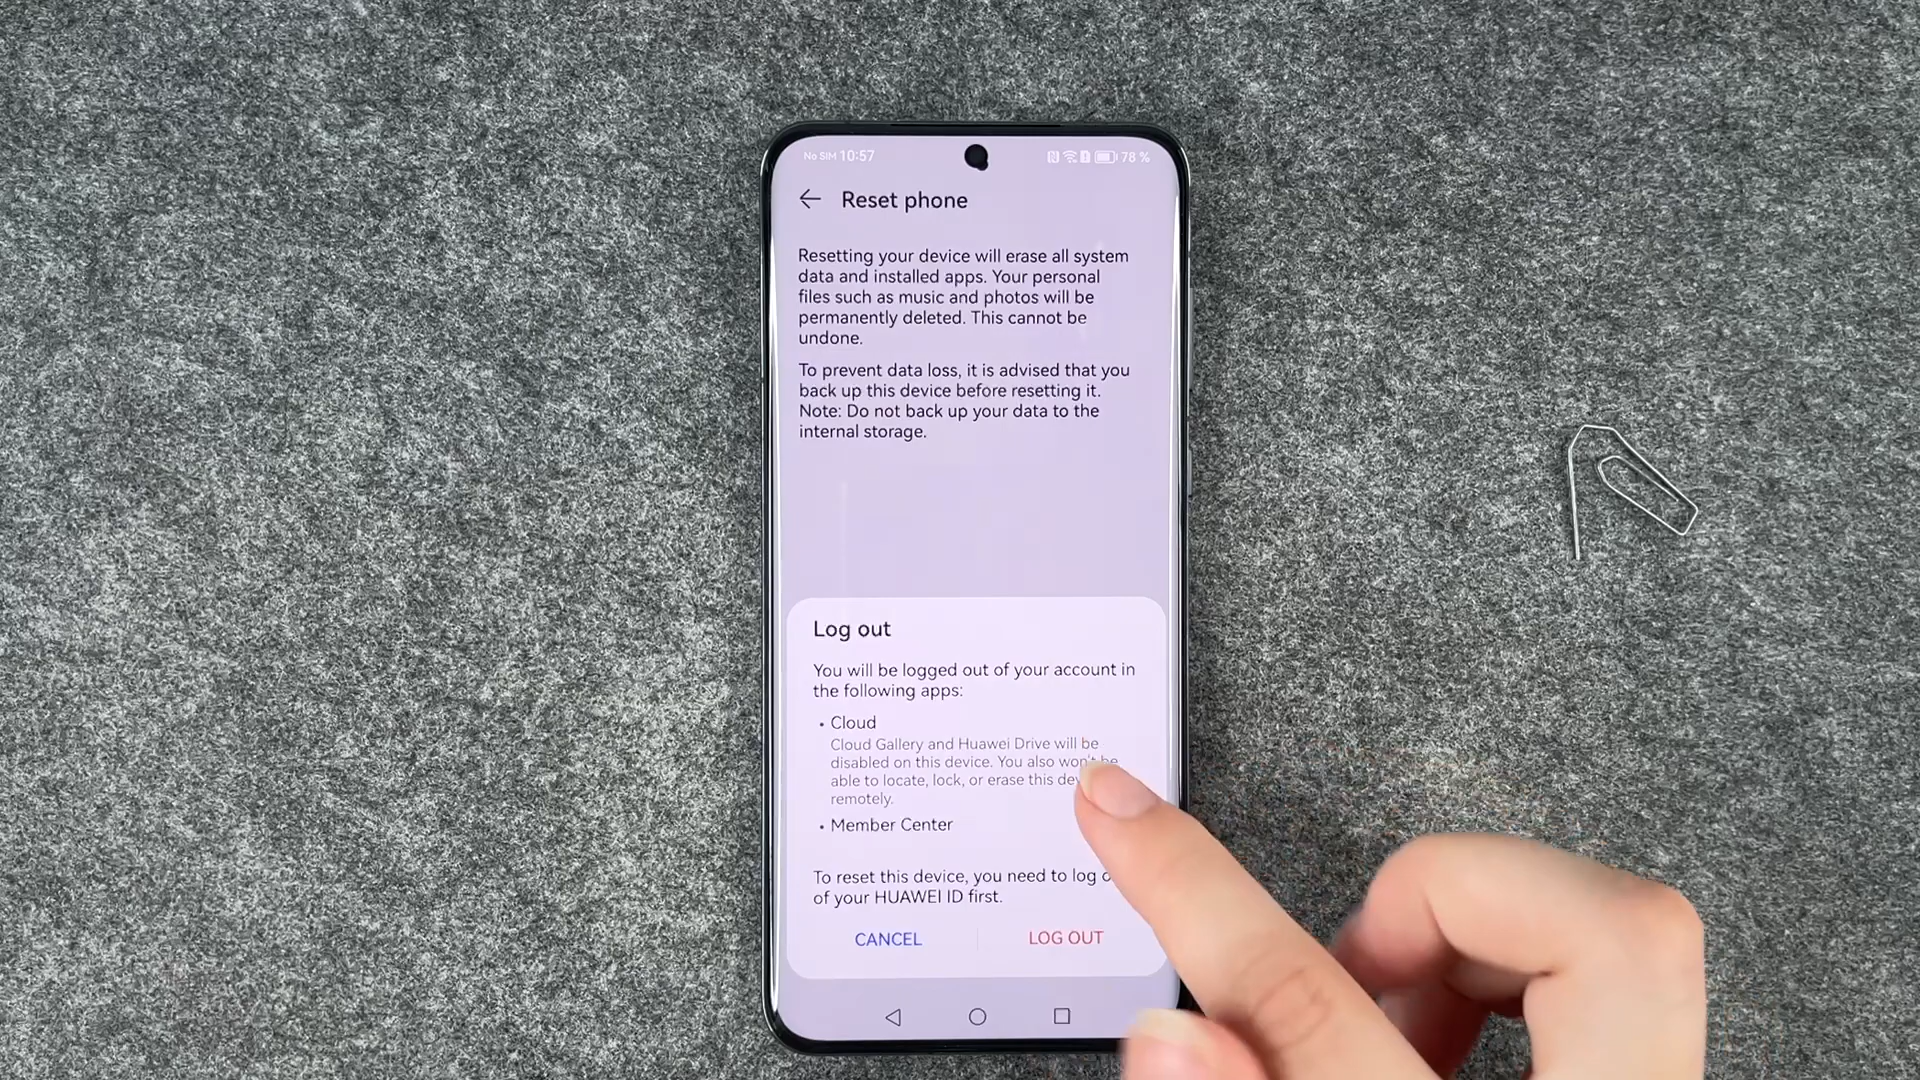 No SIM 10:57
78 %
Reset phone
Resetting your device will erase all system
data and installed apps. Your personal
files such as music and photos will be
permanently deleted. This cannot be
undone.
To prevent data loss, it is advised that you
back up this device before resetting it.
Note: Do not back up your data to the
internal storage.
Log out
You will be logged out of your account in
the following apps:
• Cloud
Cloud Gallery and Huawei Drive will be
disabled on this device. You also won't be
able to locate, lock, or erase this
remotely.
• Member Center
To reset this device, you need to log
of your HUAWEI ID first.
CANCEL
LOG OUT